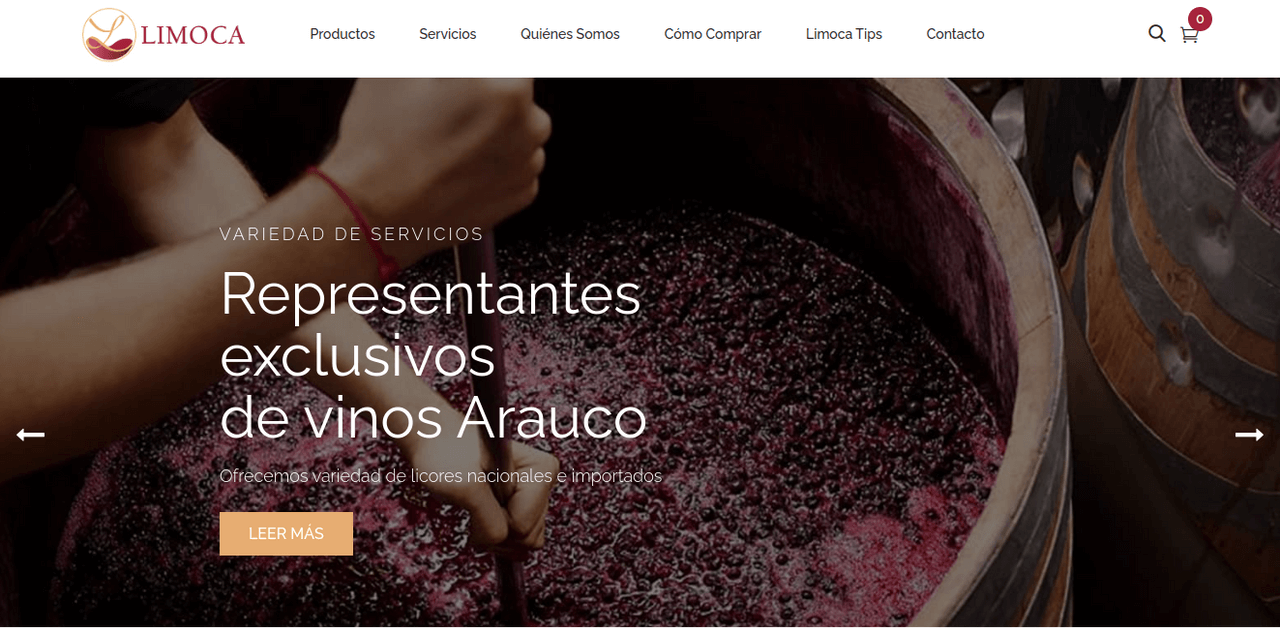 LIMOCA
Productos
Servicios
Quiénes Somos
Cómo Comprar
Limoca Tips
Contacto
0
VARIEDAD DE SERVICIOS
Representantes
exclusivos
de vinos Arauco
Ofrecemos variedad de licores nacionales e importados
LEER MÁS